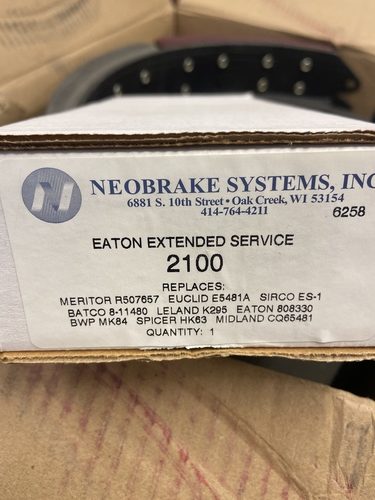 NEOBRAKE SYSTEMS, INC
6881 S. 10th Street • Oak Creek, WI 53154
414-764-4211
6258
EATON EXTENDED SERVICE
2100
REPLACES:
MERITOR R507657 EUCLID E5481A SIRCO ES-1
BATCO 8-11480 LELAND K295 EATON 808330
BWP MK84 SPICER HK63 MIDLAND CQ65481
QUANTITY: 1